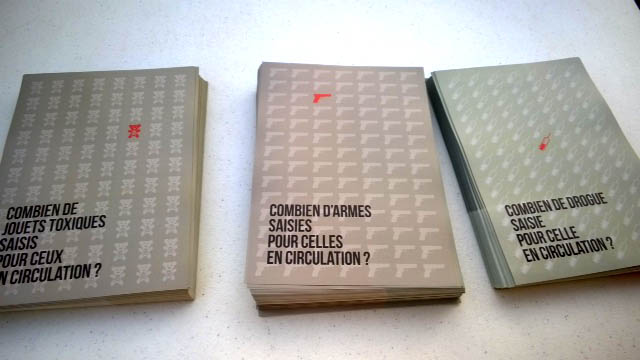 COMBIEN DE
JOUETS TOXIQUES
SAISIS
POUR CEUX
EN CIRCULATION ?
COMBIEN D'ARMES
SAISIES
POUR CELLES
EN CIRCULATION ?
COMBIEN DE DROGUE
SAISIE
POUR CELLE
EN CIRCULATION ?